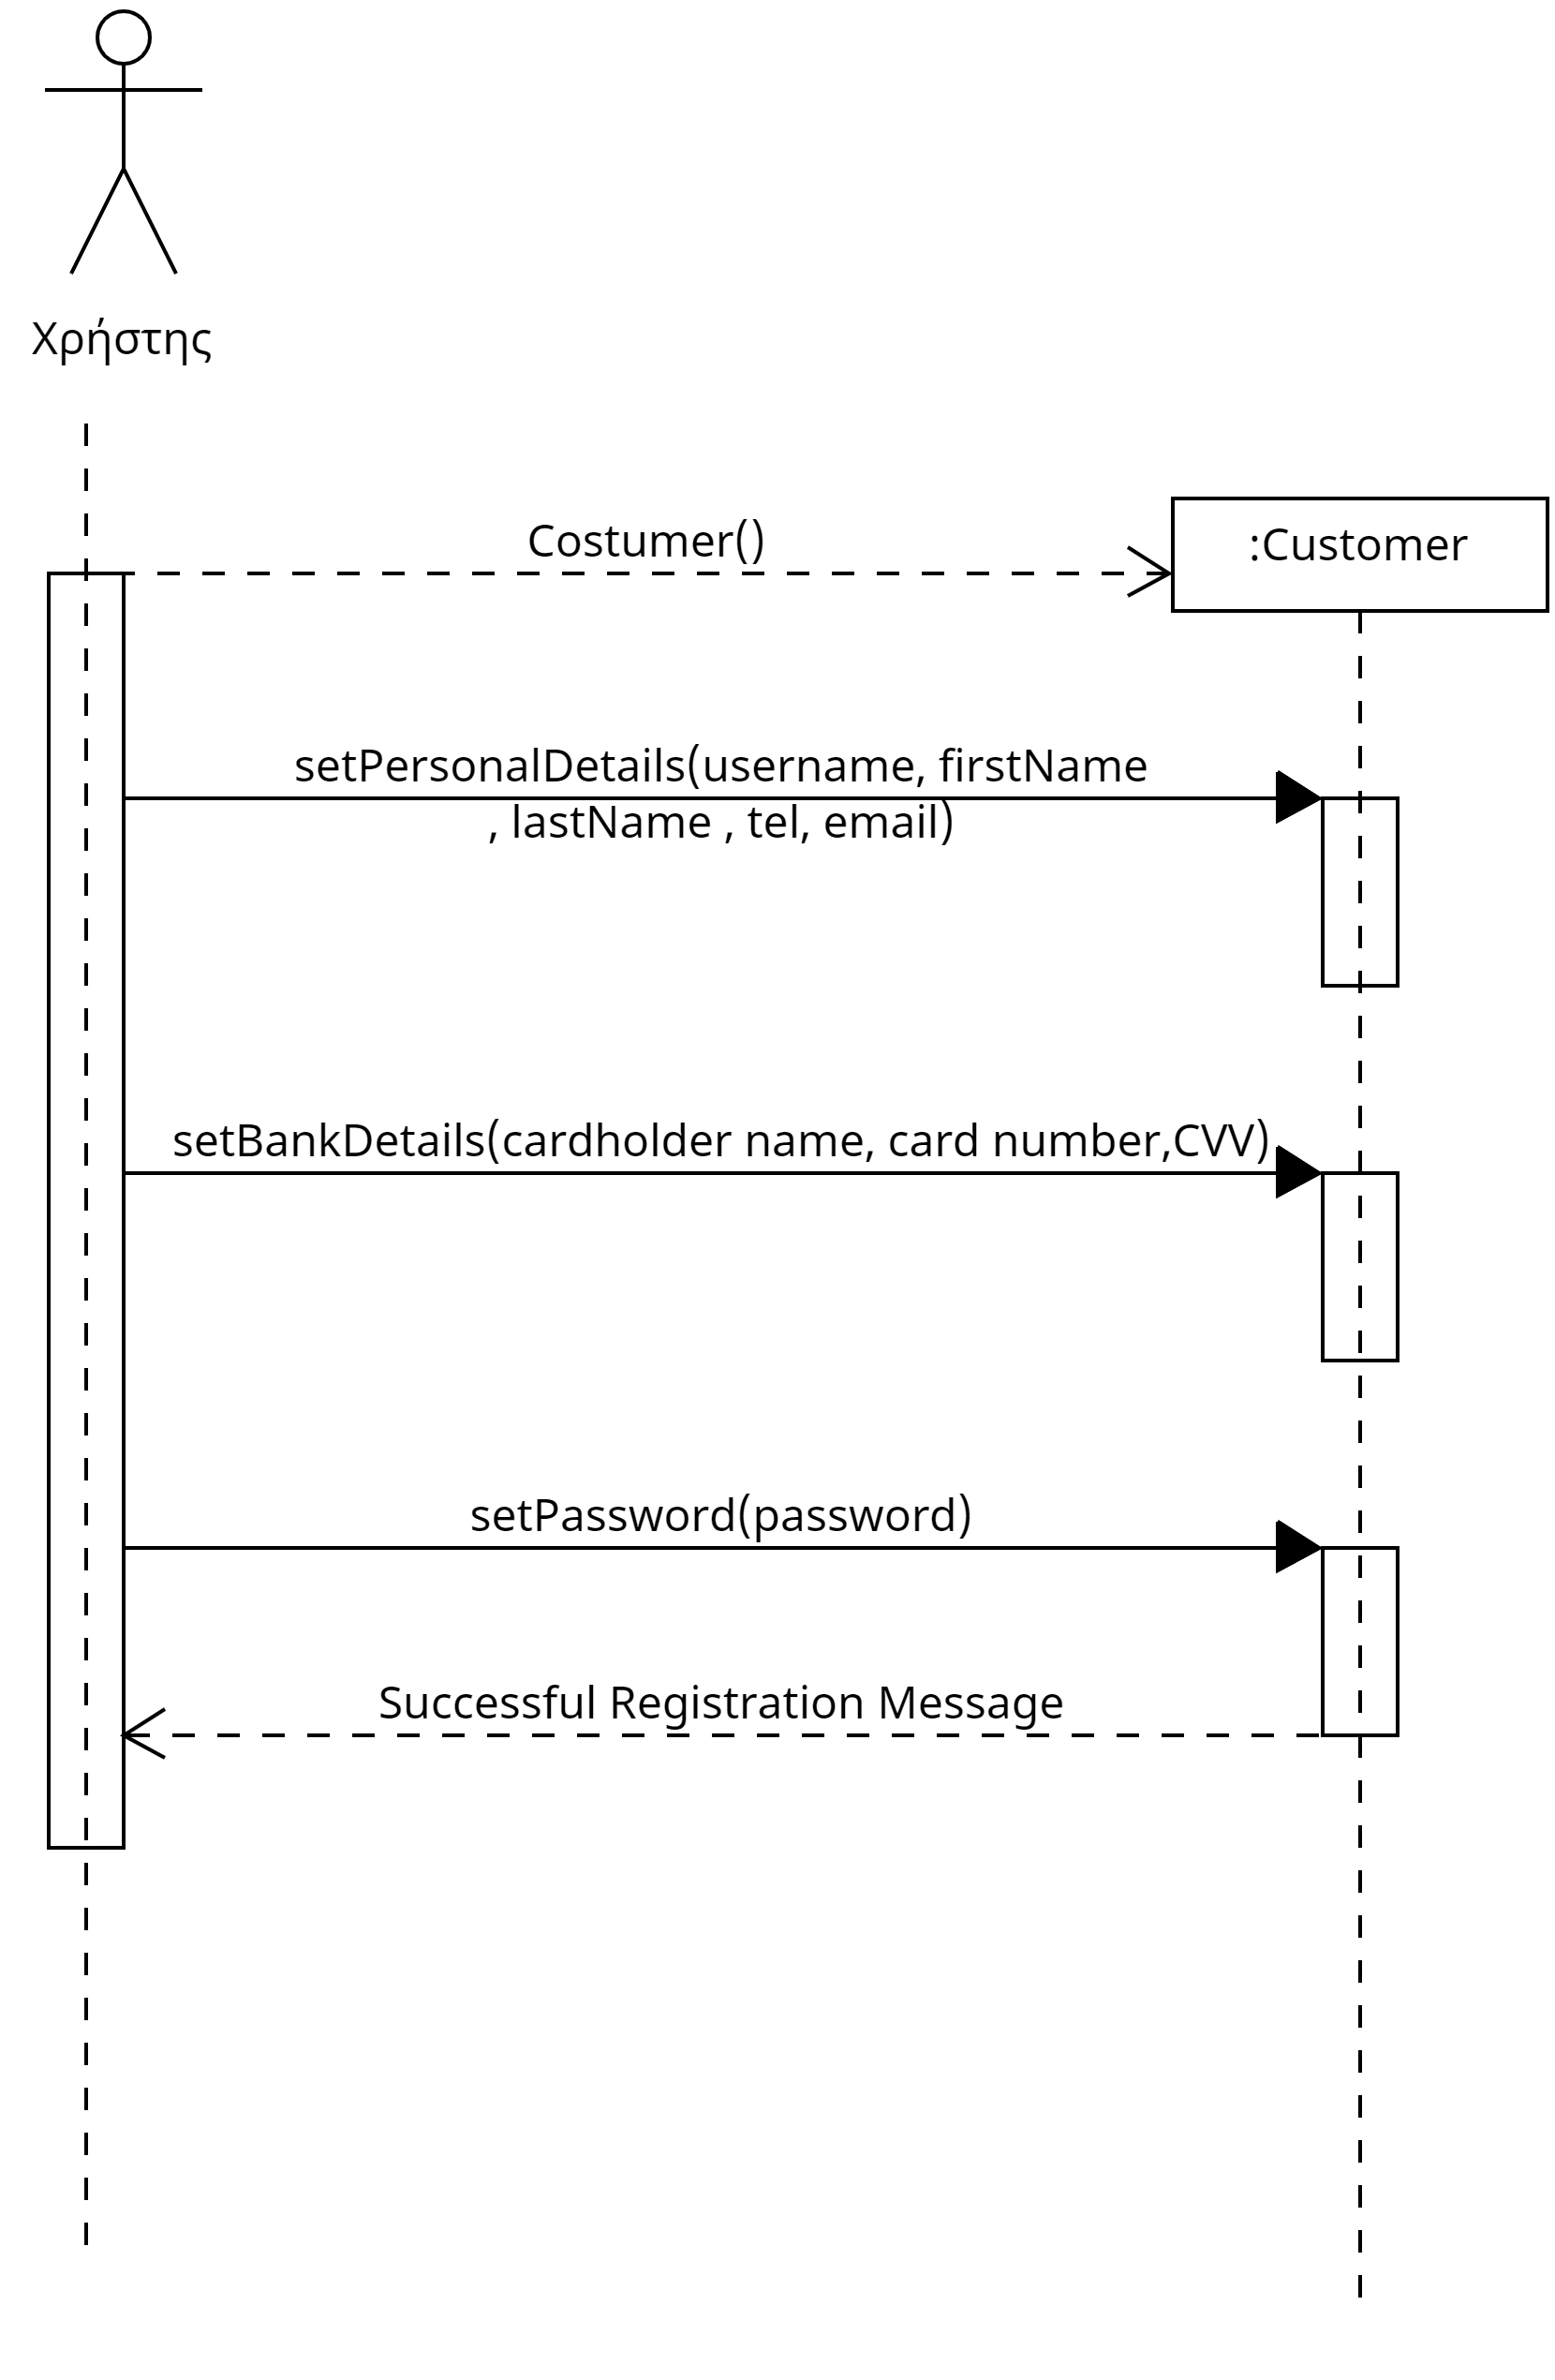 Χρήστης
Costumer()
:Customer
setPersonalDetails(username, firstName
, lastName , tel, email)
setBankDetails(cardholder name, card number,CVV)
setPassword(password)
Successful Registration Message